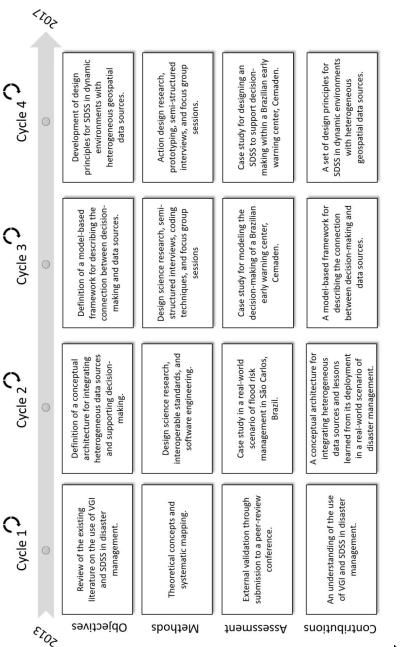 2013
2017
Cycle 1
Cycle 2
Cycle 3
Cycle 4
Objectives
Review of the existing
literature on the use of VGI
and SDSS in disaster
management.
Definition of a conceptual
architecture for integrating
heterogeneous data sources
and supporting decision-
making.
Definition of a model-based
framework for describing the
connection between decision-
making and data sources.
Development of design
principles for SDSS in dynamic
environments with
heterogeneous geospatial
data sources.
Methods
Theoretical concepts and
systematic mapping.
Design science research,
interoperable standards, and
software engineering.
Design science research, semi-
structured interviews, coding
techniques, and focus group
sessions
Action design research,
prototyping, semi-structured
interviews, and focus group
sessions.
Assessment
External validation through
submission to a peer-review
conference.
Case study in a real-world
scenario of flood risk
management in São Carlos,
Brazil.
Case study for modeling the
decision-making of a Brazilian
early warning center,
Cemaden.
Case study for designing an
SDSS to support decision-
making within a Brazilian early
warning center, Cemaden.
Contributions
An understanding of the use
of VGI and SDSS in disaster
management.
A conceptual architecture for
integrating heterogeneous
data sources and lessons
learned from its deployment
in a real-world scenario of
disaster management.
A model-based framework for
describing the connection
between decision-making and
data sources.
A set of design principles for
SDSS in dynamic environments
with heterogeneous
geospatial data sources.